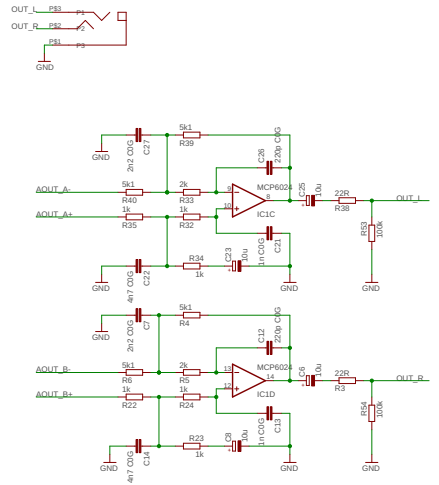 OUT_L P$3 P1
OUT_R P$2 P2
P$1 P3
GND
5k1
R39
2n2 C0G
C27
GND
C26
220p C0G
AOUT_A-
5k1
R40
2k
R33
9
MCP6024
8
C25
10u
22R
R38
OUT_L
AOUT_A+
1k
R35
1k
R32
10
IC1C
R53
100k
1n C0G
C21
R34
1k
C23
10u
GND
4n7 C0G
C22
GND
GND
5k1
R4
2n2 C0G
C7
GND
C12
220p C0G
AOUT_B-
5k1
R6
2k
R5
13
MCP6024
14
C6
10u
22R
R3
OUT_R
AOUT_B+
1k
R22
1k
R24
12
IC1D
R54
100k
1n C0G
C13
R23
1k
C8
10u
GND
4n7 C0G
C14
GND
GND